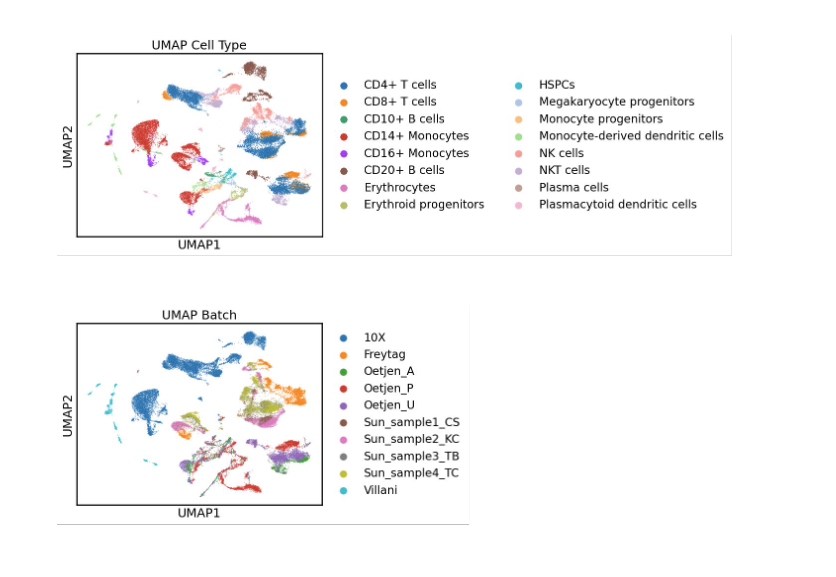 UMAP Cell Type
UMAP2
UMAP1
CD4+ T cells
CD8+ T cells
CD10+ B cells
CD14+ Monocytes
CD16+ Monocytes
CD20+ B cells
Erythrocytes
Erythroid progenitors
HSPCs
Megakaryocyte progenitors
Monocyte progenitors
Monocyte-derived dendritic cells
NK cells
NKT cells
Plasma cells
Plasmacytoid dendritic cells
UMAP Batch
UMAP2
UMAP1
10X
Freytag
Oetjen_A
Oetjen_P
Oetjen_U
Sun_sample1_CS
Sun_sample2_KC
Sun_sample3_TB
Sun_sample4_TC
Villani